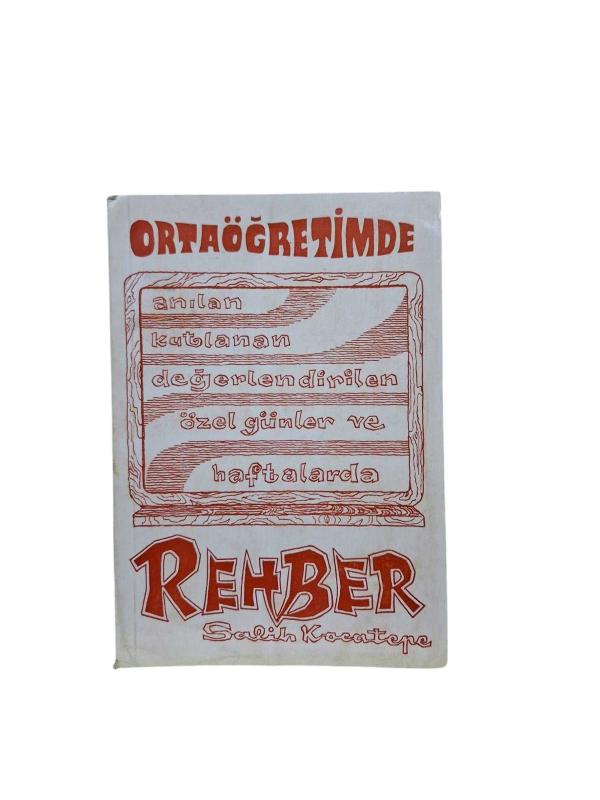 ORTAÖĞRETİMDE
anılan
kutlanan
değerlendirilen
özel günler ve
haftalarda
REHBER
Salih Kocatepe